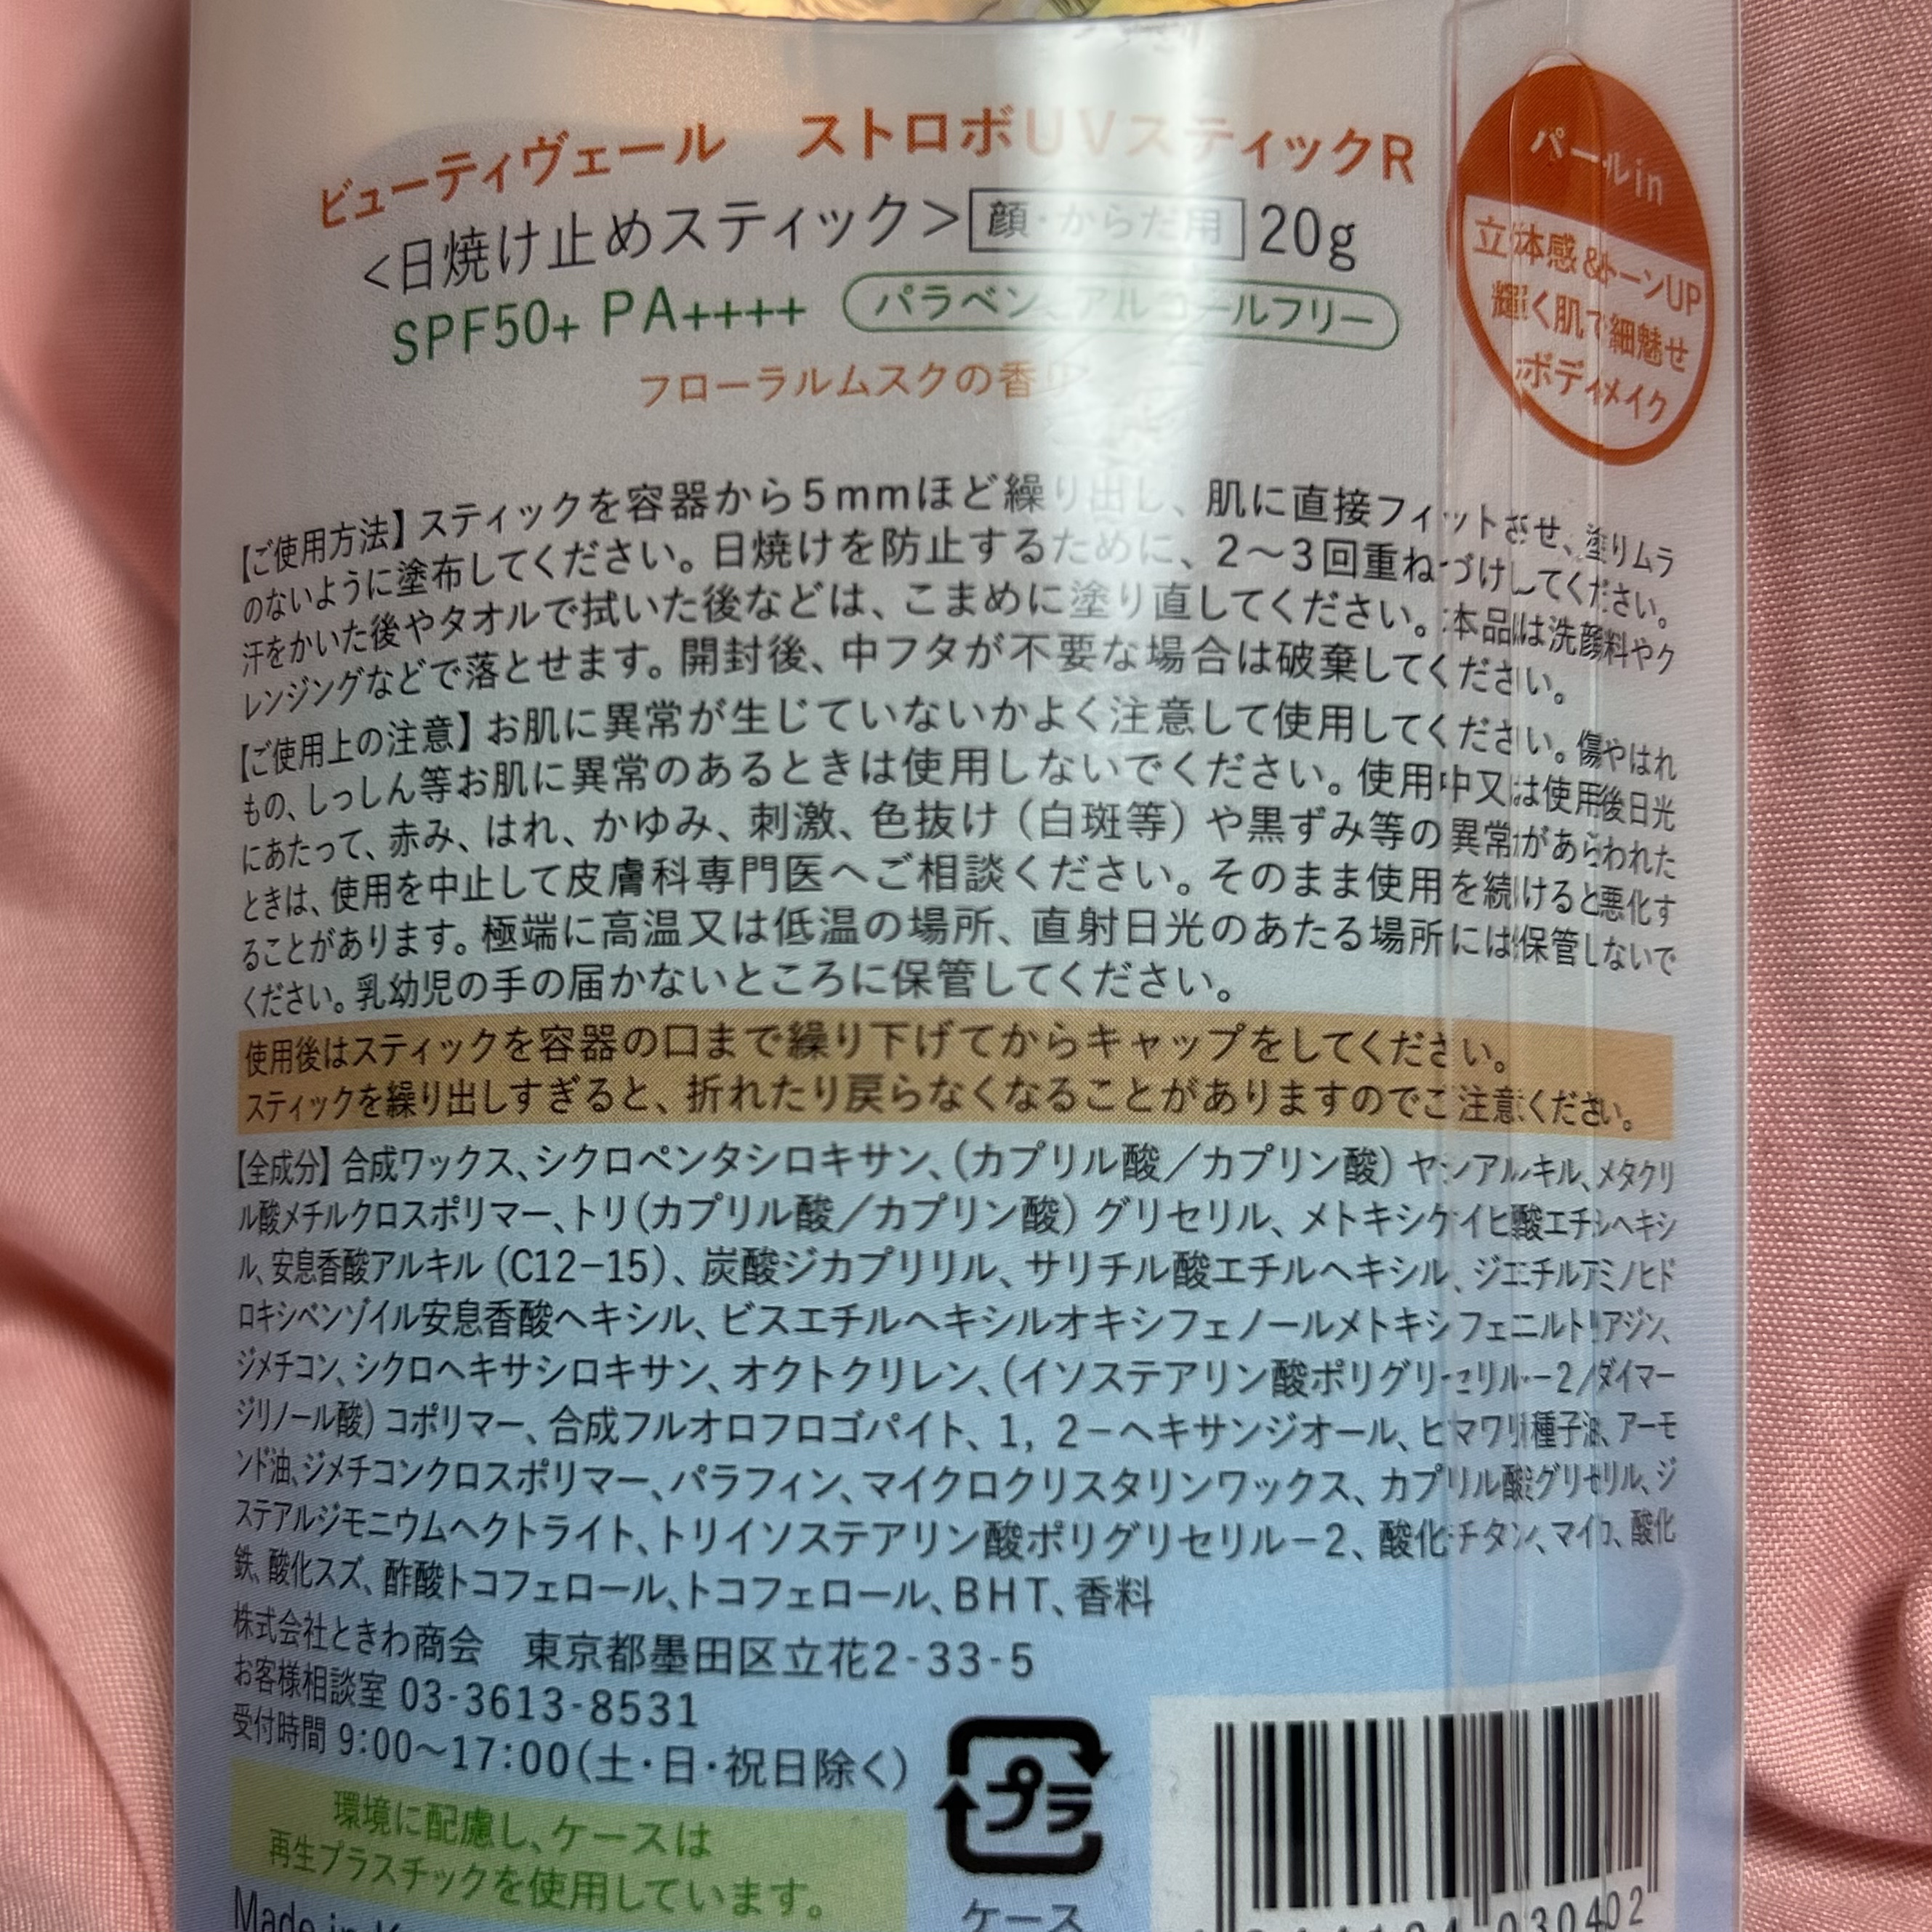 ビューティヴェール ストロボUVスティックR
<日焼け止めスティック> 顔・からだ用 20g
SPF50+ PA++++ パラベン・アルコールフリー
フローラルムスクの香り
パールin
立体感&トーンUP
輝く肌で細魅せ
ボディメイク
【ご使用方法】スティックを容器から5mmほど繰り出し、肌に直接フィットさせ、塗りムラ
のないように塗布してください。日焼けを防止するために、2〜3回重ねづけしてください。
汗をかいた後やタオルで拭いた後などは、こまめに塗り直してください。本品は洗顔料やク
レンジングなどで落とせます。開封後、中フタが不要な場合は破棄してください。
【ご使用上の注意】お肌に異常が生じていないかよく注意して使用してください。傷やはれ
もの、しっしん等お肌に異常のあるときは使用しないでください。使用中又は使用後日光
にあたって、赤み、はれ、かゆみ、刺激、色抜け（白斑等）や黒ずみ等の異常があらわれた
ときは、使用を中止して皮膚科専門医へご相談ください。そのまま使用を続けると悪化す
ることがあります。極端に高温又は低温の場所、直射日光のあたる場所には保管しないで
ください。乳幼児の手の届かないところに保管してください。
使用後はスティックを容器の口まで繰り下げてからキャップをしてください。
スティックを繰り出しすぎると、折れたり戻らなくなることがありますのでご注意ください。
【全成分】合成ワックス、シクロペンタシロキサン、(カプリル酸／カプリン酸) ヤシアルキル、メタクリ
ル酸メチルクロスポリマー、トリ(カプリル酸／カプリン酸) グリセリル、メトキシケイヒ酸エチルヘキシ
ル、安息香酸アルキル (C12−15)、炭酸ジカプリリル、サリチル酸エチルヘキシル、ジエチルアミノヒド
ロキシベンゾイル安息香酸ヘキシル、ビスエチルヘキシルオキシフェノールメトキシフェニルトリアジン、
ジメチコン、シクロヘキサシロキサン、オクトクリレン、(イソステアリン酸ポリグリセリル−2/ダイマー
ジリノール酸) コポリマー、合成フルオロフロゴパイト、1, 2−ヘキサンジオール、ヒマワリ種子油、アーモ
ンド油、ジメチコンクロスポリマー、パラフィン、マイクロクリスタリンワックス、カプリル酸グリセリル、ジ
ステアルジモニウムヘクトライト、トリイソステアリン酸ポリグリセリル−2、酸化チタン、マイカ、酸化
鉄、酸化スズ、酢酸トコフェロール、トコフェロール、BHT、香料
株式会社ときわ商会 東京都墨田区立花2-33-5
お客様相談室 03-3613-8531
受付時間 9:00〜17:00(土・日・祝日除く)
環境に配慮し、ケースは
再生プラスチックを使用しています。
プラ
ケース
Made in